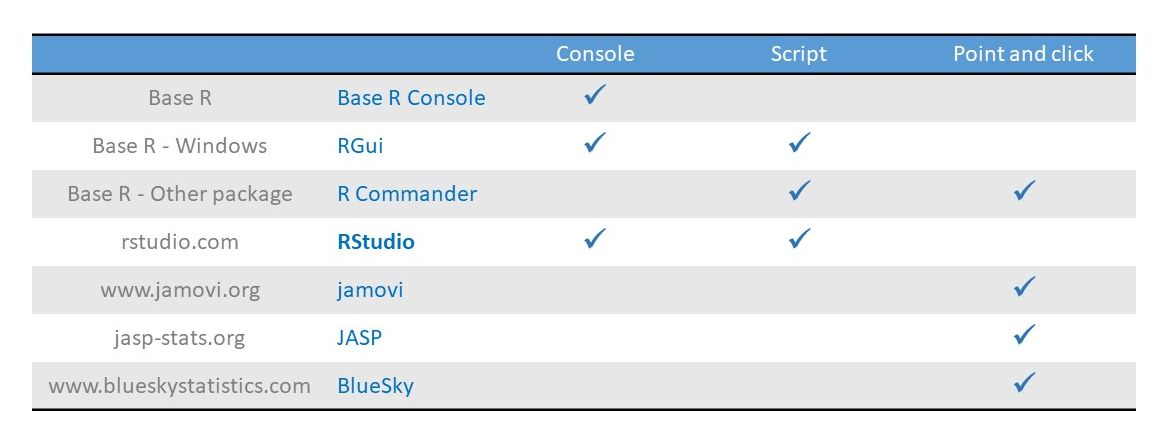 Console Script Point and click
Base R Base R Console ✓
Base R - Windows RGui ✓ ✓
Base R - Other package R Commander ✓ ✓
rstudio.com RStudio ✓ ✓
www.jamovi.org jamovi ✓
jasp-stats.org JASP ✓
www.blueskystatistics.com BlueSky ✓